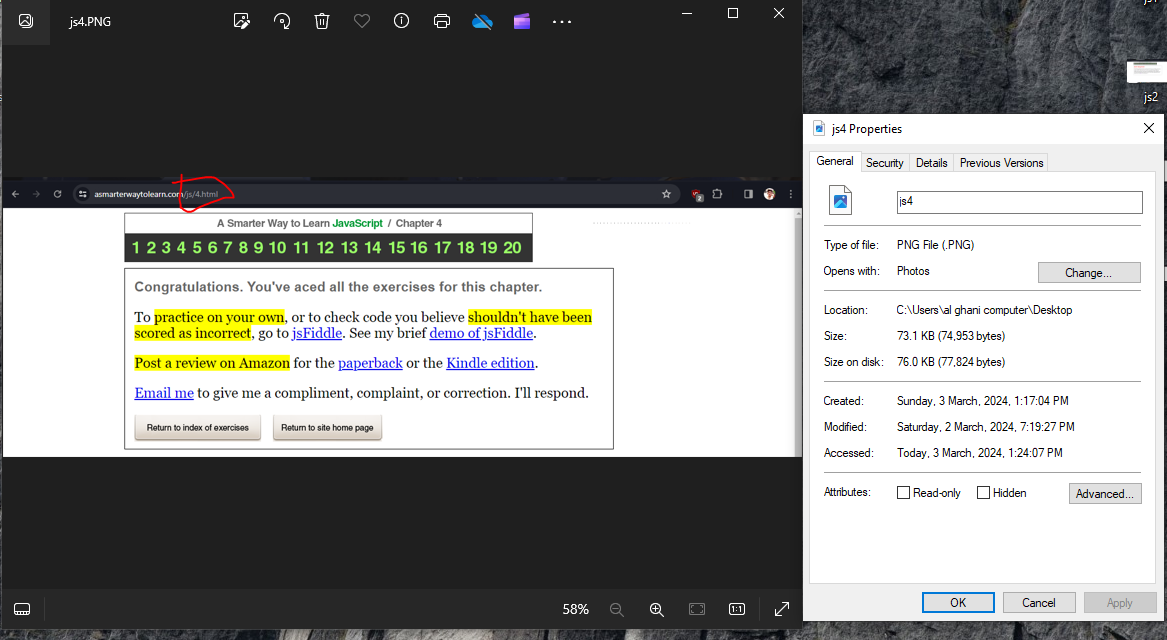 js4.PNG
asmarterwaytolearn.com/js/4.html
2
A Smarter Way to Learn JavaScript / Chapter 4
1 2 3 4 5 6 7 8 9 10 11 12 13 14 15 16 17 18 19 20
Congratulations. You've aced all the exercises for this chapter.
To practice on your own, or to check code you believe shouldn't have been
scored as incorrect, go to jsFiddle. See my brief demo of jsFiddle.
Post a review on Amazon for the paperback or the Kindle edition.
Email me to give me a compliment, complaint, or correction. I'll respond.
Return to index of exercises
Return to site home page
58%
1:1
js2
js4 Properties
General Security Details Previous Versions
js4
Type of file: PNG File (.PNG)
Opens with: Photos Change...
Location: C:\Users\al ghani computer\Desktop
Size: 73.1 KB (74,953 bytes)
Size on disk: 76.0 KB (77,824 bytes)
Created: Sunday, 3 March, 2024, 1:17:04 PM
Modified: Saturday, 2 March, 2024, 7:19:27 PM
Accessed: Today, 3 March, 2024, 1:24:07 PM
Attributes: Read-only Hidden Advanced...
OK Cancel Apply